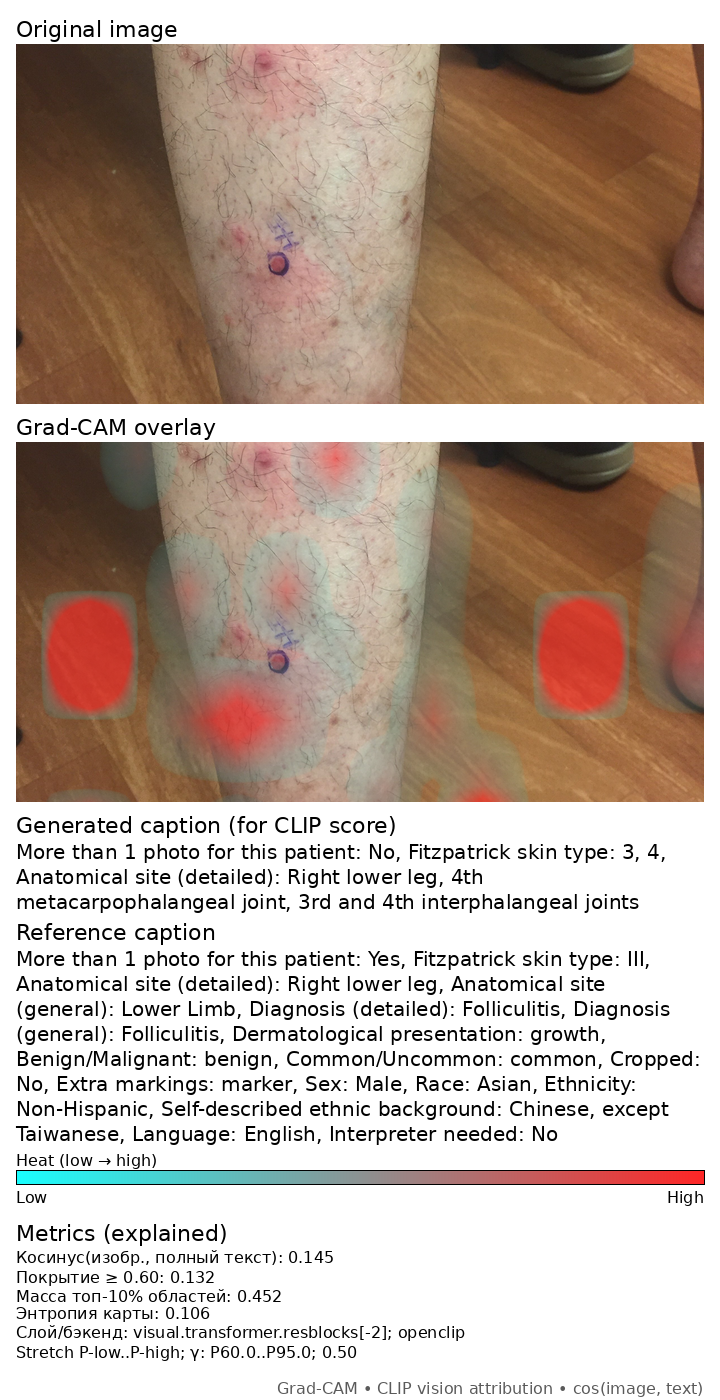 Original image
Grad-CAM overlay
Generated caption (for CLIP score)
More than 1 photo for this patient: No, Fitzpatrick skin type: 3, 4,
Anatomical site (detailed): Right lower leg, 4th
metacarpophalangeal joint, 3rd and 4th interphalangeal joints
Reference caption
More than 1 photo for this patient: Yes, Fitzpatrick skin type: III,
Anatomical site (detailed): Right lower leg, Anatomical site
(general): Lower Limb, Diagnosis (detailed): Folliculitis, Diagnosis
(general): Folliculitis, Dermatological presentation: growth,
Benign/Malignant: benign, Common/Uncommon: common, Cropped:
No, Extra markings: marker, Sex: Male, Race: Asian, Ethnicity:
Non-Hispanic, Self-described ethnic background: Chinese, except
Taiwanese, Language: English, Interpreter needed: No
Heat (low → high)
Low High
Metrics (explained)
Косинус(изобр., полный текст): 0.145
Покрытие ≥ 0.60: 0.132
Масса топ-10% областей: 0.452
Энтропия карты: 0.106
Слой/бэкенд: visual.transformer.resblocks[-2]; openclip
Stretch P-low..P-high; γ: P60.0..P95.0; 0.50
Grad-CAM • CLIP vision attribution • cos(image, text)